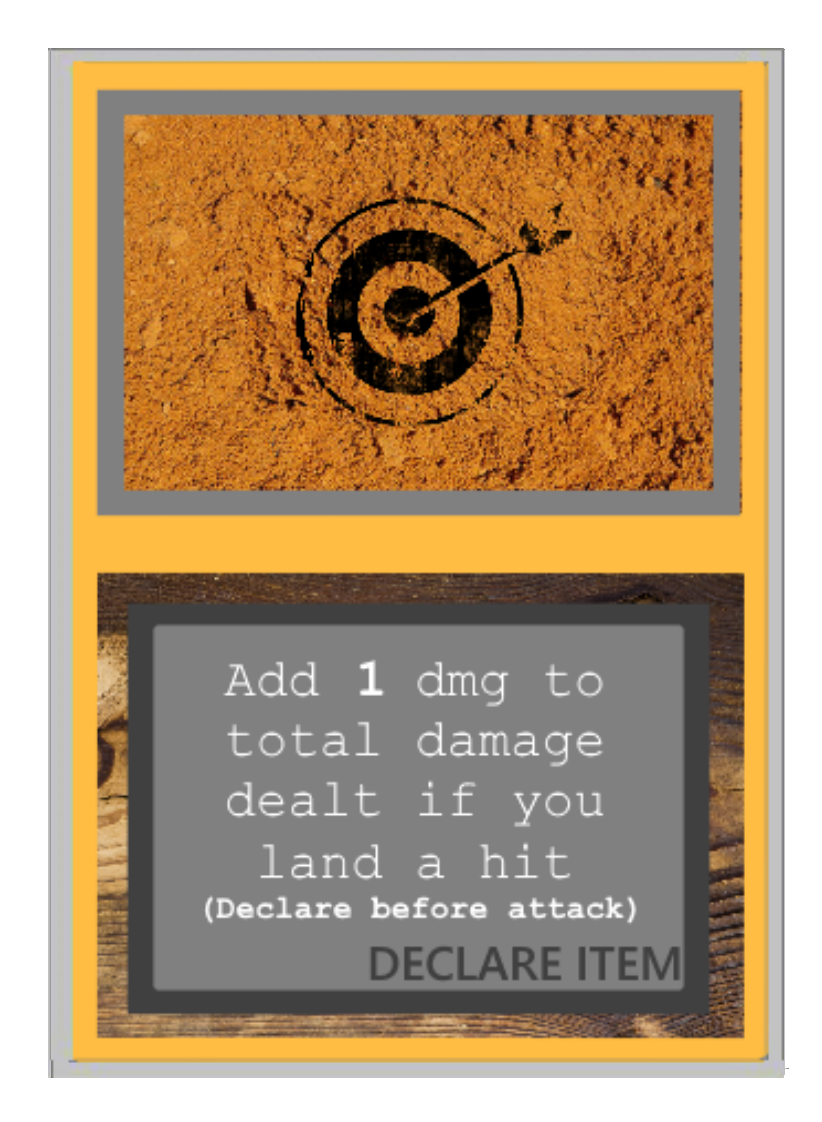 Add 1 dmg to
total damage
dealt if you
land a hit
(Declare before attack)
DECLARE ITEM